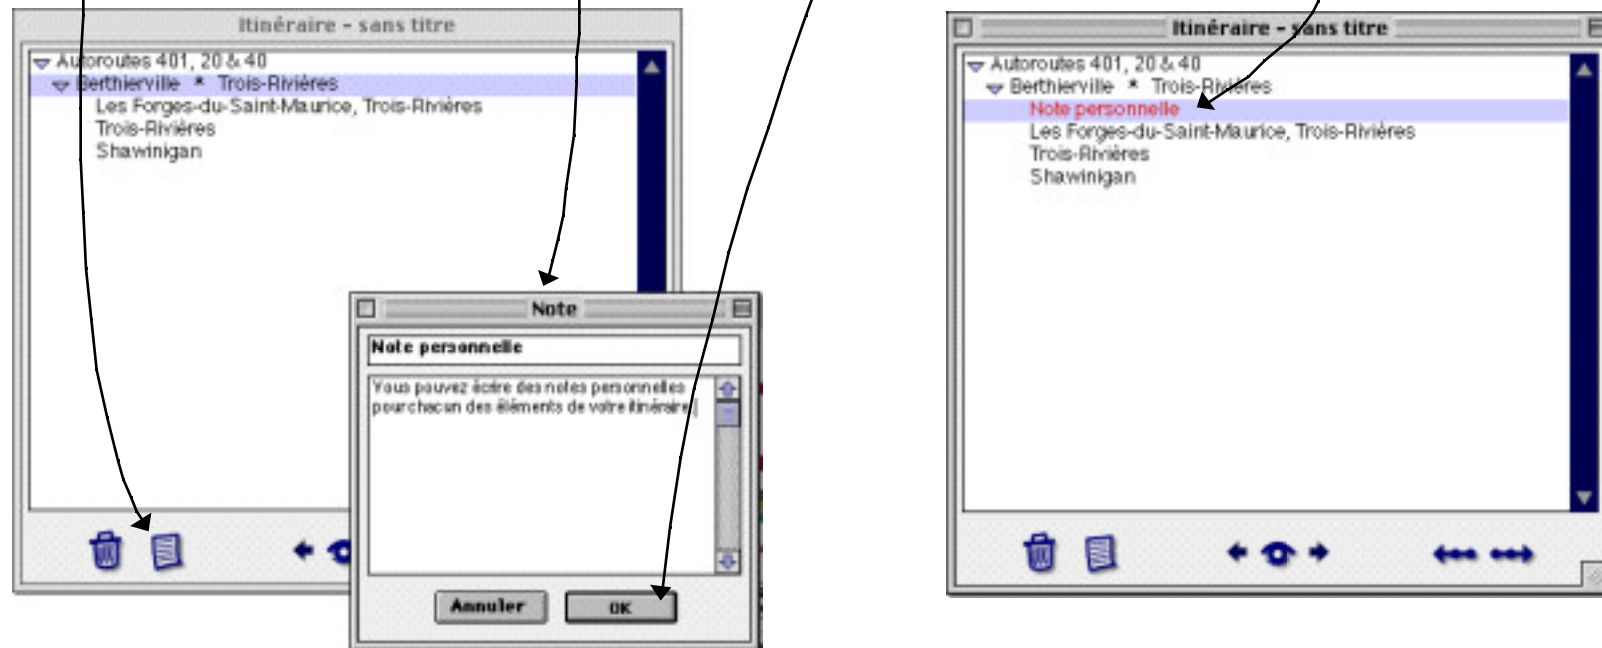 Itinéraire - sans titre
Autoroutes 401, 20 & 40
Berthierville * Trois-Rivières
Les Forges-du-Saint-Maurice, Trois-Rivières
Trois-Rivières
Shawinigan
Note
Note personnelle
Vous pouvez écrire des notes personnelles
pour chacun des éléments de votre itinéraire
Annuler
OK
Itinéraire - sans titre
Autoroutes 401, 20 & 40
Berthierville * Trois-Rivières
Note personnelle
Les Forges-du-Saint-Maurice, Trois-Rivières
Trois-Rivières
Shawinigan